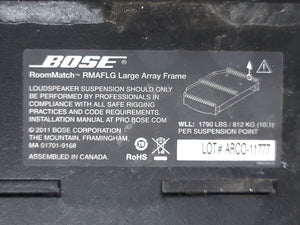 BOSE
RoomMatch™ RMAFLG Large Array Frame
LOUDSPEAKER SUSPENSION SHOULD ONLY
BE PERFORMED BY PROFESSIONALS IN
COMPLIANCE WITH ALL SAFE RIGGING
PRACTICES AND CODE REQUIREMENTS.
INSTALLATION MANUAL AT PRO.BOSE.COM
© 2011 BOSE CORPORATION
THE MOUNTAIN, FRAMINGHAM,
MA 01701-9168
ASSEMBLED IN CANADA.
WLL: 1790 LBS / 812 KG (10:1)
PER SUSPENSION POINT
LOT# ARCO-11777